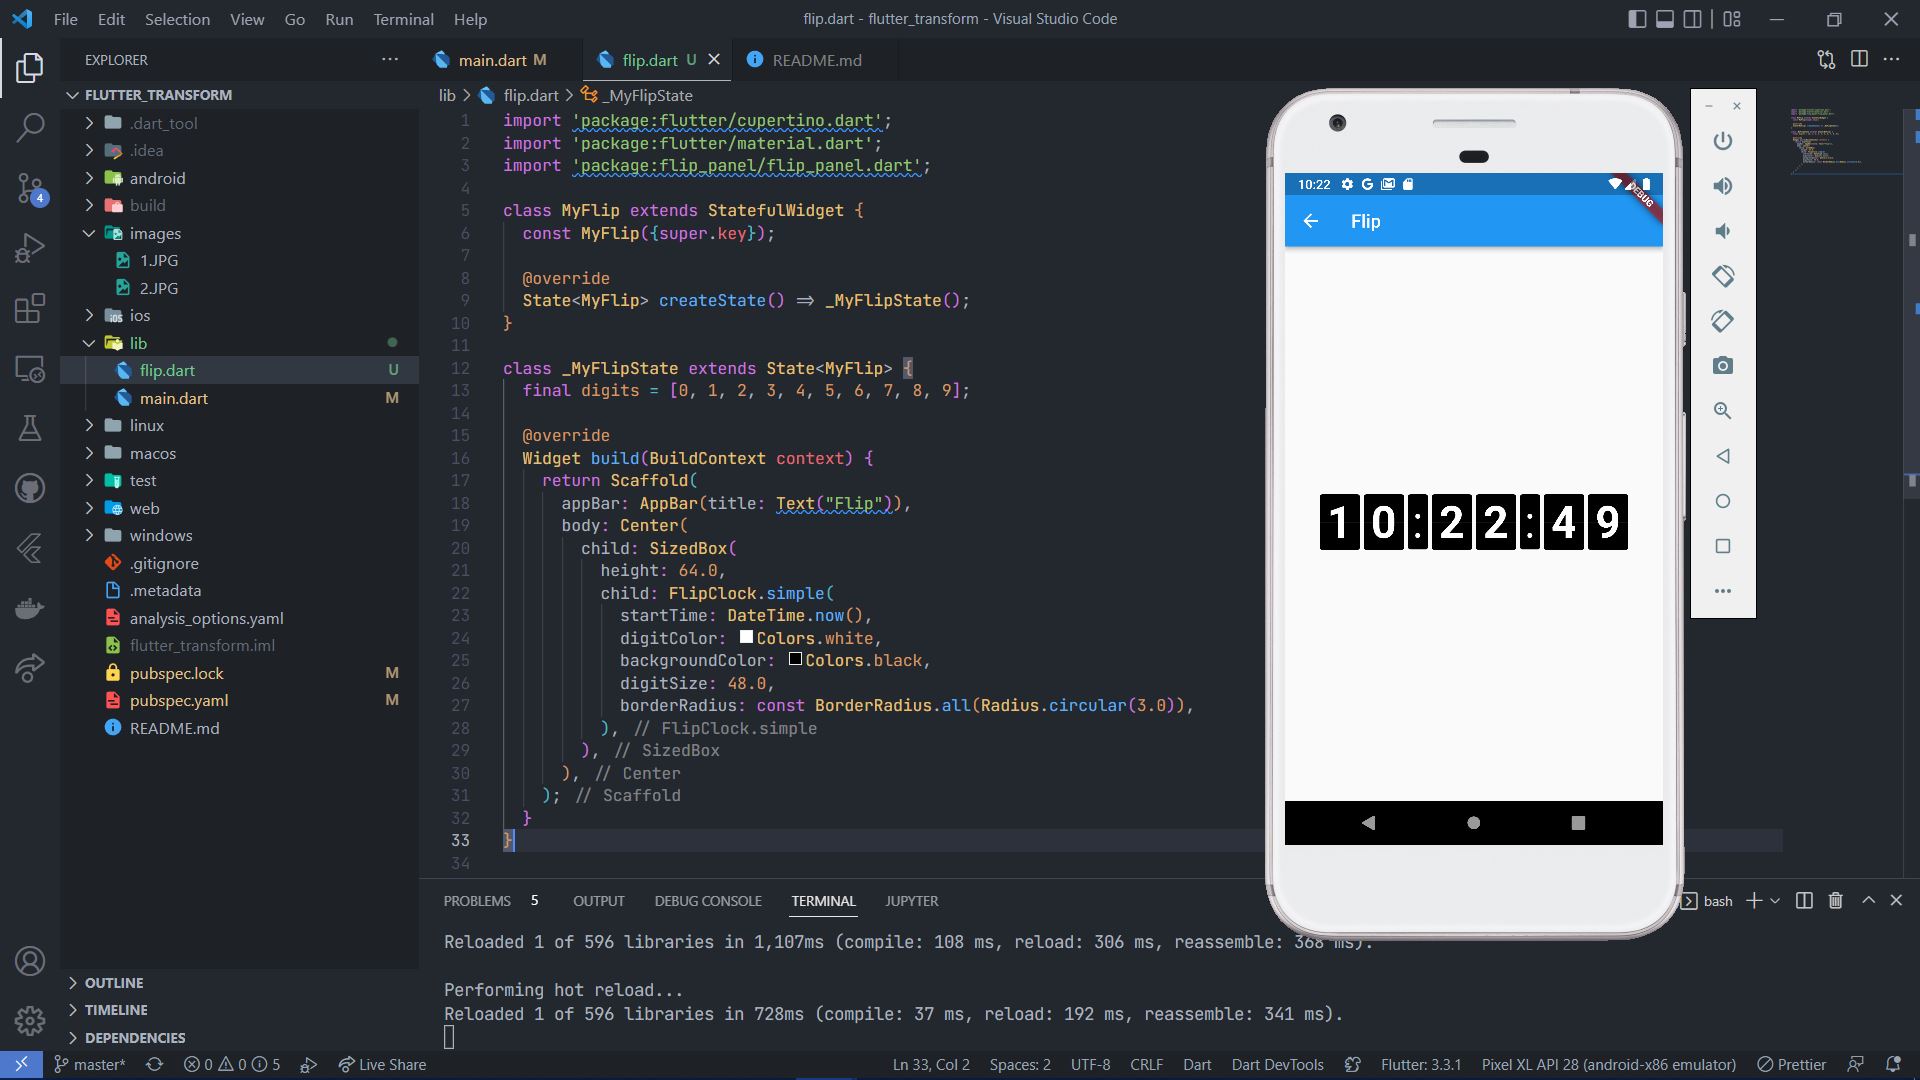 File Edit Selection View Go Run Terminal Help
flip.dart - flutter_transform - Visual Studio Code
EXPLORER
FLUTTER_TRANSFORM
.dart_tool
.idea
android
build
images
1.JPG
2.JPG
ios
lib
flip.dart U
main.dart M
linux
macos
test
web
windows
.gitignore
.metadata
analysis_options.yaml
flutter_transform.iml
pubspec.lock M
pubspec.yaml M
README.md
OUTLINE
TIMELINE
DEPENDENCIES
4
main.dart M flip.dart U README.md
lib > flip.dart > _MyFlipState
1 import 'package:flutter/cupertino.dart';
2 import 'package:flutter/material.dart';
3 import 'package:flip_panel/flip_panel.dart';
4
5 class MyFlip extends StatefulWidget {
6 const MyFlip({super.key});
7
8 @override
9 State<MyFlip> createState() => _MyFlipState();
10 }
11
12 class _MyFlipState extends State<MyFlip> {
13 final digits = [0, 1, 2, 3, 4, 5, 6, 7, 8, 9];
14
15 @override
16 Widget build(BuildContext context) {
17 return Scaffold(
18 appBar: AppBar(title: Text("Flip")),
19 body: Center(
20 child: SizedBox(
21 height: 64.0,
22 child: FlipClock.simple(
23 startTime: DateTime.now(),
24 digitColor: Colors.white,
25 backgroundColor: Colors.black,
26 digitSize: 48.0,
27 borderRadius: const BorderRadius.all(Radius.circular(3.0)),
28 ), // FlipClock.simple
29 ), // SizedBox
30 ), // Center
31 ); // Scaffold
32 }
33 }
34
10:22
DEBUG
Flip
10:22:49
PROBLEMS 5 OUTPUT DEBUG CONSOLE TERMINAL JUPYTER
bash
Reloaded 1 of 596 libraries in 1,107ms (compile: 108 ms, reload: 306 ms, reassemble: 368 ms).
Performing hot reload...
Reloaded 1 of 596 libraries in 728ms (compile: 37 ms, reload: 192 ms, reassemble: 341 ms).
master* 0 0 5 Live Share Ln 33, Col 2 Spaces: 2 UTF-8 CRLF Dart Dart DevTools Flutter: 3.3.1 Pixel XL API 28 (android-x86 emulator) Prettier